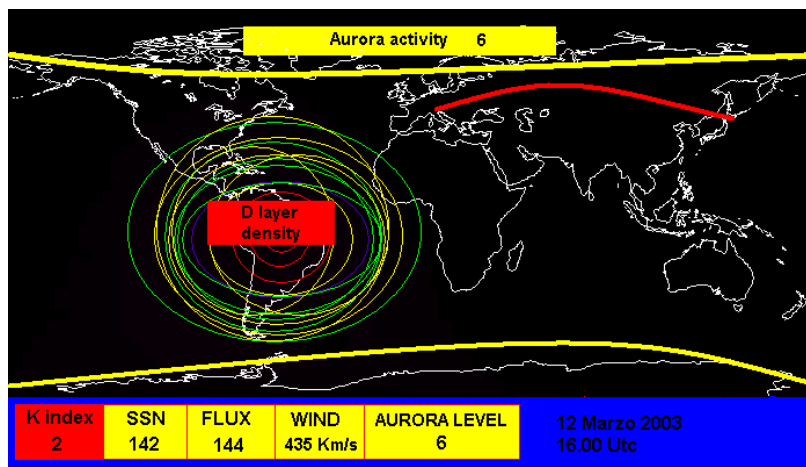 Aurora activity 6
D layer
density
K index SSN FLUX WIND AURORA LEVEL 12 Marzo 2003
2 142 144 435 Km/s 6 16.00 Utc